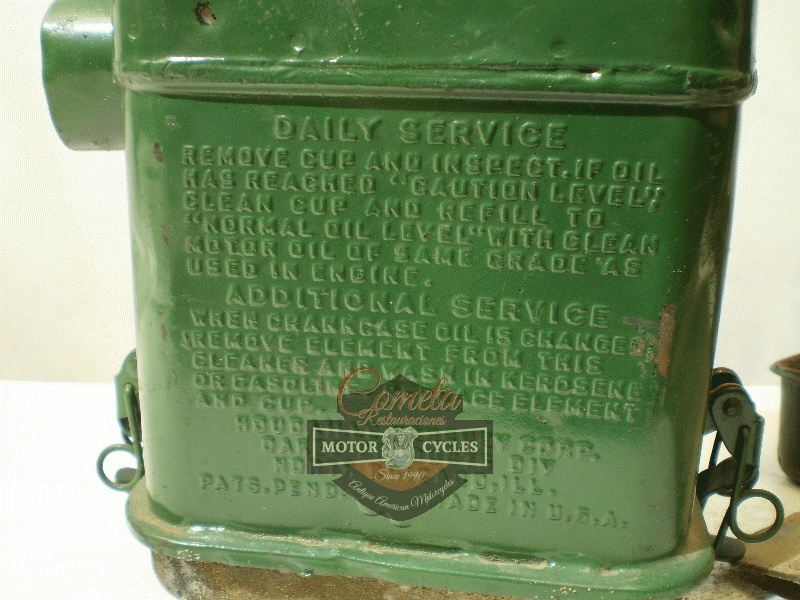 DAILY SERVICE
REMOVE CUP AND INSPECT. IF OIL
HAS REACHED "CAUTION LEVEL",
CLEAN CUP AND REFILL TO
"NORMAL OIL LEVEL" WITH CLEAN
MOTOR OIL OF SAME GRADE AS
USED IN ENGINE.
ADDITIONAL SERVICE
WHEN CRANKCASE OIL IS CHANGED,
REMOVE ELEMENT FROM THIS
CLEANER AND WASH IN KEROSENE
OR GASOLINE
AND CUP. ELEMENT
CORP.
DIV
ILL.
PATS. PEND. MADE IN U.S.A.
Cometa
Restauraciones
MOTOR CYCLES
Since 1990
Antique American Motorcycles